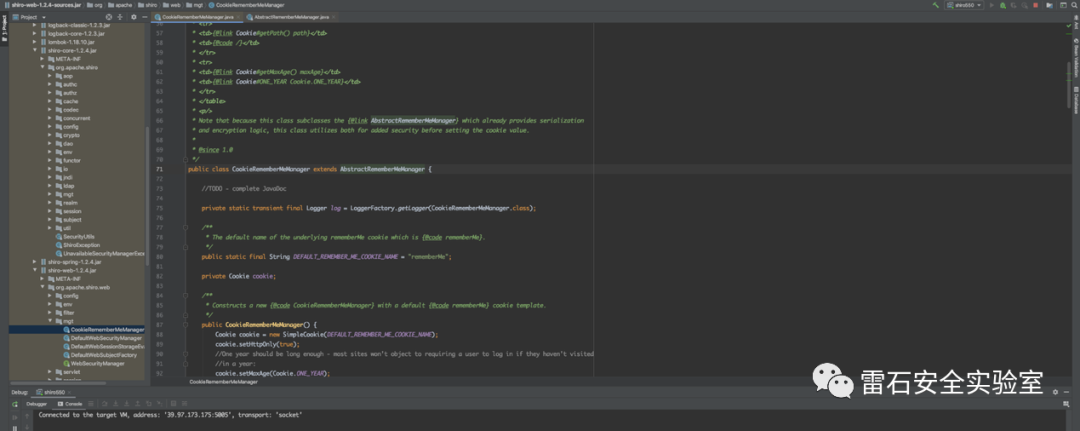 shiro-web-1.2.4-sources.jar
org
apache
shiro
web
mgt
CookieRememberMeManager
shiro550
Project
CookieRememberMeManager.java
AbstractRememberMeManager.java
logback-classic-1.2.3.jar
logback-core-1.2.3.jar
lombok-1.18.10.jar
shiro-core-1.2.4.jar
META-INF
org.apache.shiro
aop
authc
authz
cache
codec
concurrent
config
crypto
dao
env
functor
io
jndi
ldap
mgt
realm
session
subject
util
SecurityUtils
ShiroException
UnavailableSecurityManagerExce
shiro-spring-1.2.4.jar
shiro-web-1.2.4.jar
META-INF
org.apache.shiro.web
config
env
filter
mgt
CookieRememberMeManager
DefaultWebSecurityManager
DefaultWebSessionStorageEv
DefaultWebSubjectFactory
WebSecurityManager
servlet
57 * <td>{@link Cookie#getPath() path}</td>
58 * <td>{@code /}</td>
59 * </tr>
60 * <tr>
61 * <td>{@link Cookie#getMaxAge() maxAge}</td>
62 * <td>{@link Cookie#ONE_YEAR Cookie.ONE_YEAR}</td>
63 * </tr>
64 * </table>
65 * <p/>
66 * Note that because this class subclasses the {@link AbstractRememberMeManager} which already provides serialization
67 * and encryption logic, this class utilizes both for added security before setting the cookie value.
68 *
69 * @since 1.0
70 */
71 public class CookieRememberMeManager extends AbstractRememberMeManager {
72
73 //TODO - complete JavaDoc
74
75 private static transient final Logger log = LoggerFactory.getLogger(CookieRememberMeManager.class);
76
77 /**
78 * The default name of the underlying rememberMe cookie which is {@code rememberMe}.
79 */
80 public static final String DEFAULT_REMEMBER_ME_COOKIE_NAME = "rememberMe";
81
82 private Cookie cookie;
83
84 /**
85 * Constructs a new {@code CookieRememberMeManager} with a default {@code rememberMe} cookie template.
86 */
87 public CookieRememberMeManager() {
88 Cookie cookie = new SimpleCookie(DEFAULT_REMEMBER_ME_COOKIE_NAME);
89 cookie.setHttpOnly(true);
90 //One year should be long enough - most sites won't object to requiring a user to log in if they haven't visited
91 //in a year:
92 cookie.setMaxAge(Cookie.ONE_YEAR);
CookieRememberMeManager
1: Project
Ant
Bean Validation
Database
雷石安全实验室
Debug:
shiro550
Debugger
Console
Connected to the target VM, address: '39.97.173.175:5005', transport: 'socket'